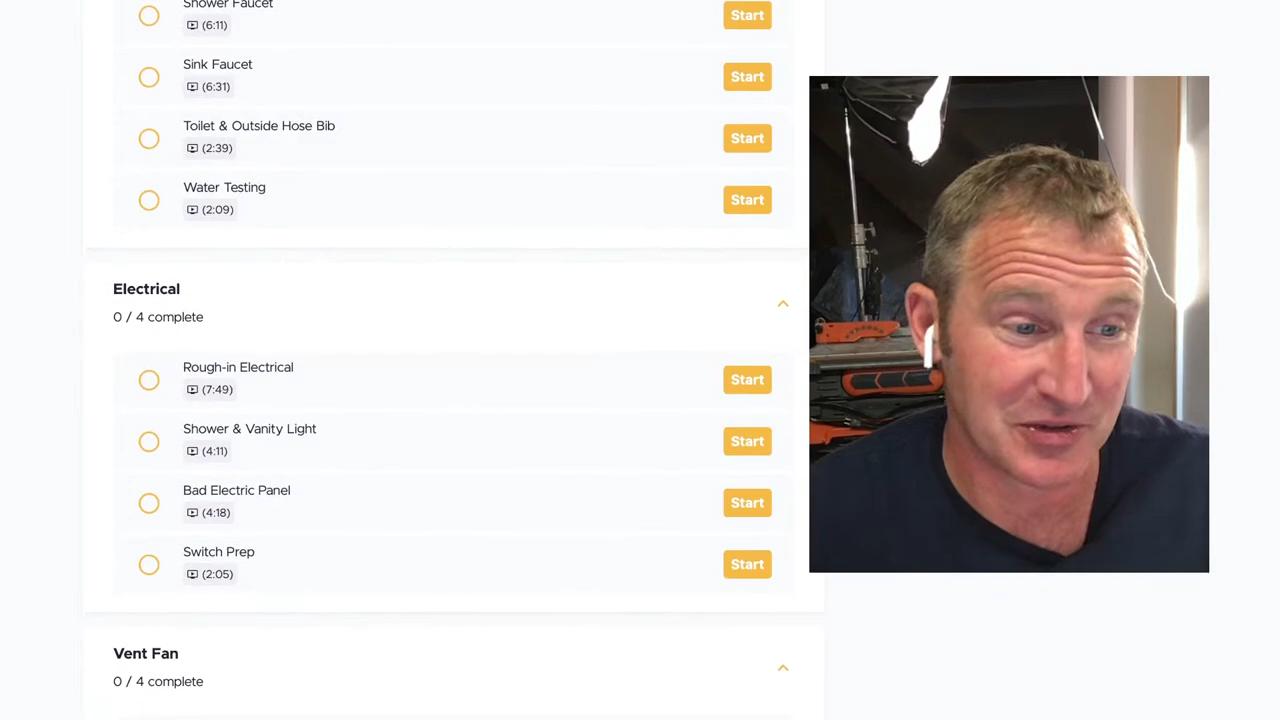 Shower Faucet
(6:11)
Start
Sink Faucet
(6:31)
Start
Toilet & Outside Hose Bib
(2:39)
Start
Water Testing
(2:09)
Start
Electrical
0 / 4 complete
Rough-in Electrical
(7:49)
Start
Shower & Vanity Light
(4:11)
Start
Bad Electric Panel
(4:18)
Start
Switch Prep
(2:05)
Start
Vent Fan
0 / 4 complete